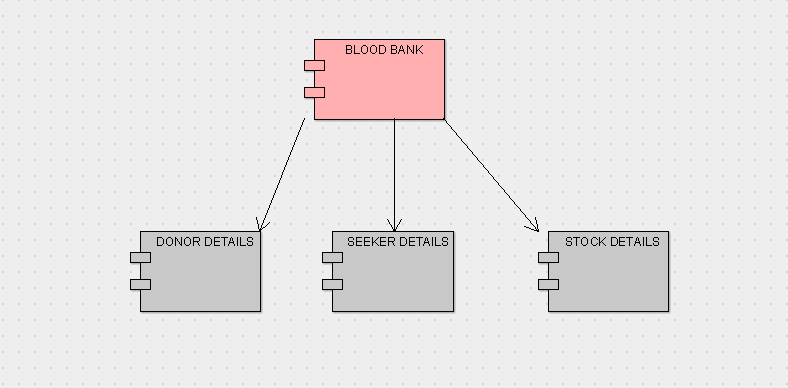 BLOOD BANK
DONOR DETAILS
SEEKER DETAILS
STOCK DETAILS